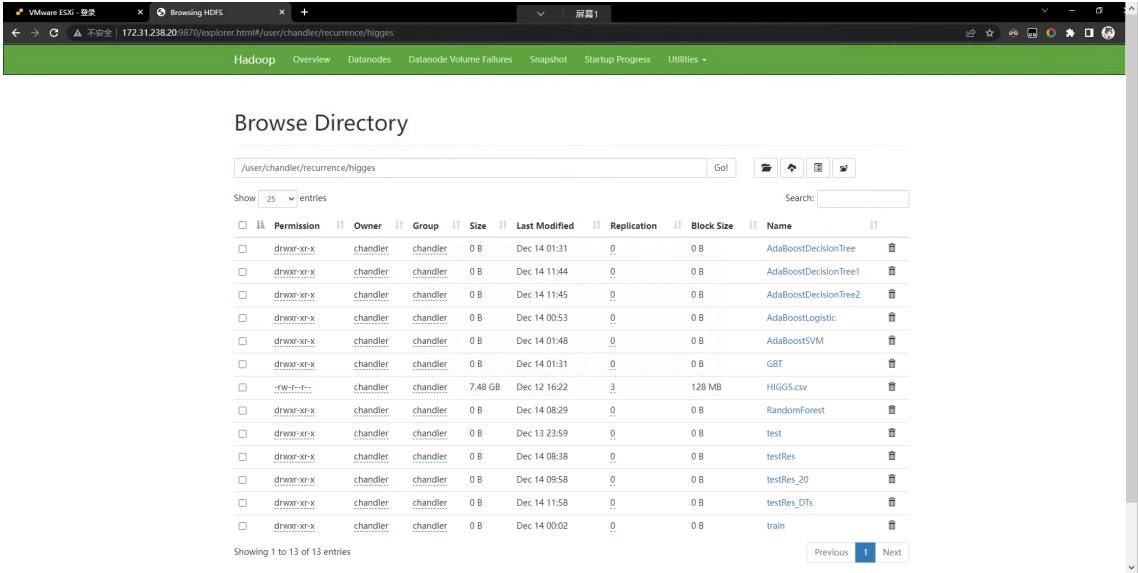 VMware ESXi - 登录
Browsing HDFS
屏幕1
不安全 | 172.31.238.20:9870/explorer.html#/user/chandler/recurrence/higges
Hadoop Overview Datanodes Datanode Volume Failures Snapshot Startup Progress Utilities
Browse Directory
/user/chandler/recurrence/higges Go!
Show 25 entries Search:
Permission Owner Group Size Last Modified Replication Block Size Name
drwxr-xr-x chandler chandler 0 B Dec 14 01:31 0 0 B AdaBoostDecisionTree
drwxr-xr-x chandler chandler 0 B Dec 14 11:44 0 0 B AdaBoostDecisionTree1
drwxr-xr-x chandler chandler 0 B Dec 14 11:45 0 0 B AdaBoostDecisionTree2
drwxr-xr-x chandler chandler 0 B Dec 14 00:53 0 0 B AdaBoostLogistic
drwxr-xr-x chandler chandler 0 B Dec 14 01:48 0 0 B AdaBoostSVM
drwxr-xr-x chandler chandler 0 B Dec 14 01:31 0 0 B GBT
-rw-r--r-- chandler chandler 7.48 GB Dec 12 16:22 3 128 MB HIGGS.csv
drwxr-xr-x chandler chandler 0 B Dec 14 08:29 0 0 B RandomForest
drwxr-xr-x chandler chandler 0 B Dec 13 23:59 0 0 B test
drwxr-xr-x chandler chandler 0 B Dec 14 08:38 0 0 B testRes
drwxr-xr-x chandler chandler 0 B Dec 14 09:58 0 0 B testRes_20
drwxr-xr-x chandler chandler 0 B Dec 14 11:58 0 0 B testRes_DTs
drwxr-xr-x chandler chandler 0 B Dec 14 00:02 0 0 B train
Showing 1 to 13 of 13 entries Previous 1 Next